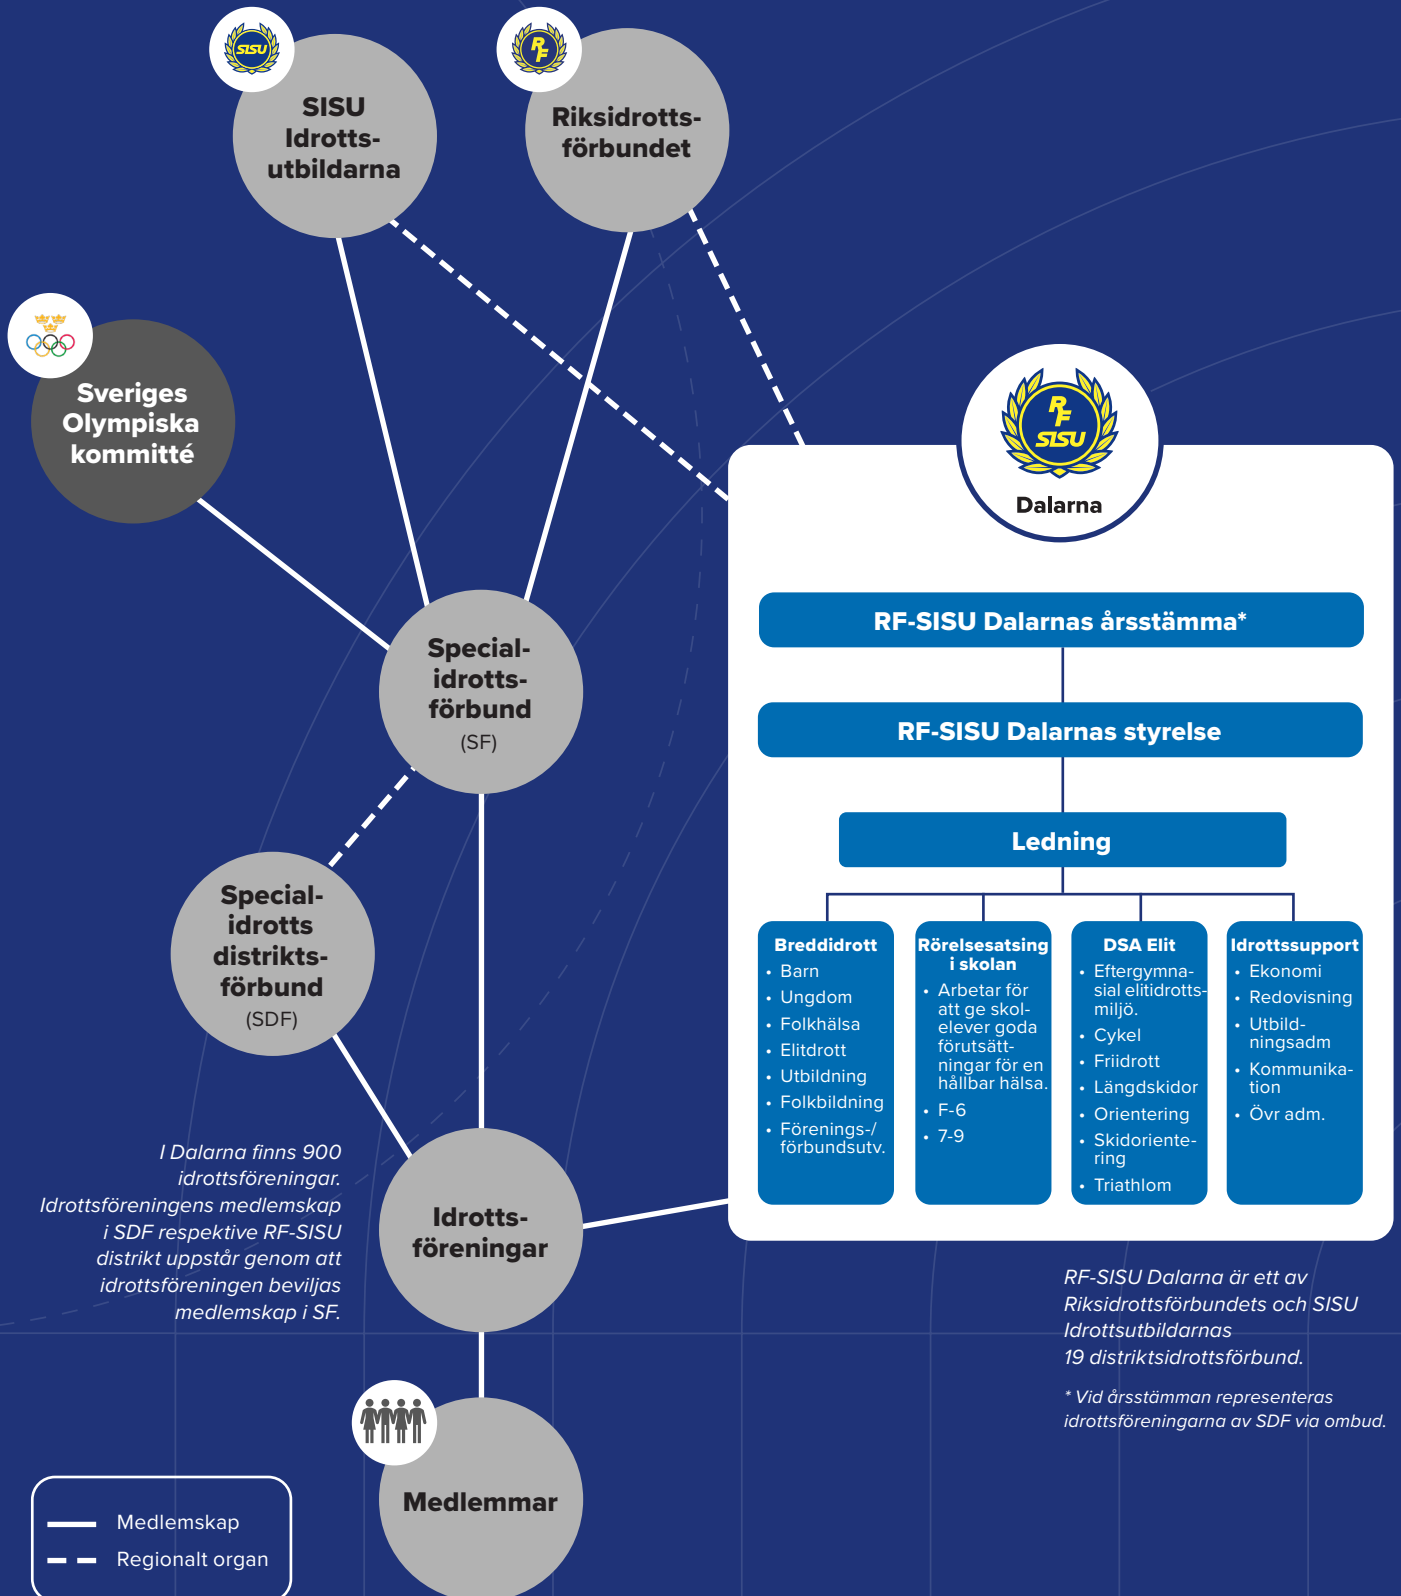 SISU
SISU
Idrotts-
utbildarna
RF
Riksidrotts-
förbundet
Sveriges
Olympiska
kommitté
Special-
idrotts-
förbund
(SF)
Special-
idrotts
distrikts-
förbund
(SDF)
I Dalarna finns 900
idrottsföreningar.
Idrottsföreningens medlemskap
i SDF respektive RF-SISU
distrikt uppstår genom att
idrottsföreningen beviljas
medlemskap i SF.
Idrotts-
föreningar
Medlemmar
Medlemskap
Regionalt organ
RF
SISU
Dalarna
RF-SISU Dalarnas årsstämma*
RF-SISU Dalarnas styrelse
Ledning
Breddidrott
• Barn
• Ungdom
• Folkhälsa
• Elitdrott
• Utbildning
• Folkbildning
• Förenings-/
förbundsutv.
Rörelsesatsing
i skolan
• Arbetar för
att ge skol-
elever goda
förutsätt-
ningar för en
hållbar hälsa.
• F-6
• 7-9
DSA Elit
• Eftergymna-
sial elitidrotts-
miljö.
• Cykel
• Friidrott
• Längdskidor
• Orientering
• Skidoriente-
ring
• Triathlom
Idrottssupport
• Ekonomi
• Redovisning
• Utbild-
ningsadm
• Kommunika-
tion
• Övr adm.
RF-SISU Dalarna är ett av
Riksidrottsförbundets och SISU
Idrottsutbildarnas
19 distriktsidrottsförbund.
* Vid årsstämman representeras
idrottsföreningarna av SDF via ombud.